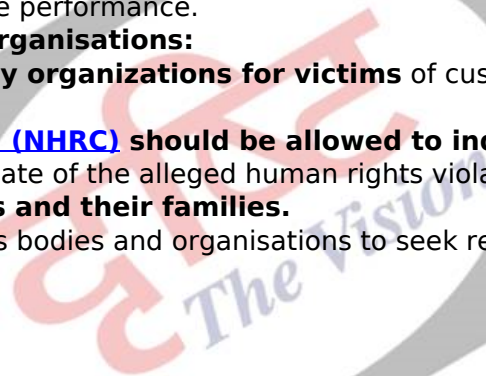 e performance.
rganisations:
y organizations for victims of cus
(NHRC) should be allowed to inc
ate of the alleged human rights viola
s and their families.
s bodies and organisations to seek re
दृष्टि
The Vision